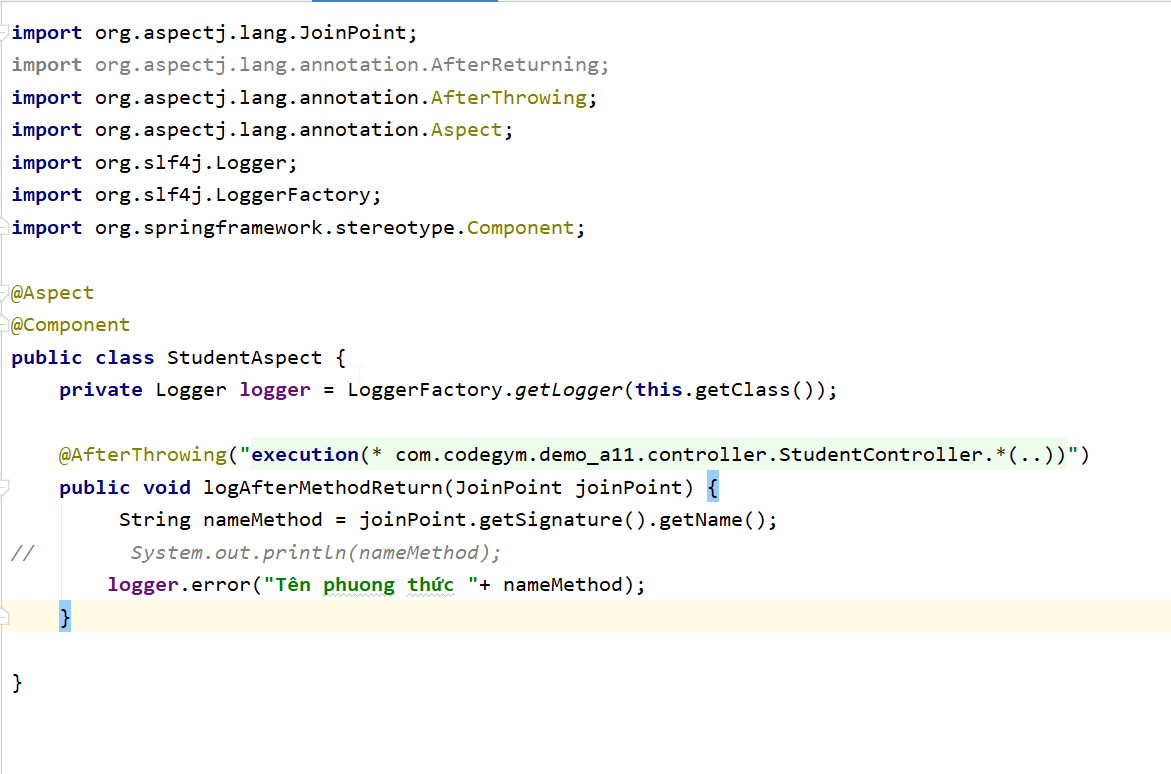 import org.aspectj.lang.JoinPoint;
import org.aspectj.lang.annotation.AfterReturning;
import org.aspectj.lang.annotation.AfterThrowing;
import org.aspectj.lang.annotation.Aspect;
import org.slf4j.Logger;
import org.slf4j.LoggerFactory;
import org.springframework.stereotype.Component;
@Aspect
@Component
public class StudentAspect {
    private Logger logger = LoggerFactory.getLogger(this.getClass());
    @AfterThrowing("execution(* com.codegym.demo_a11.controller.StudentController.*(..))")
    public void logAfterMethodReturn(JoinPoint joinPoint) {
         String nameMethod = joinPoint.getSignature().getName();
//        System.out.println(nameMethod);
        logger.error("Tên phuong thức "+ nameMethod);
    }
}